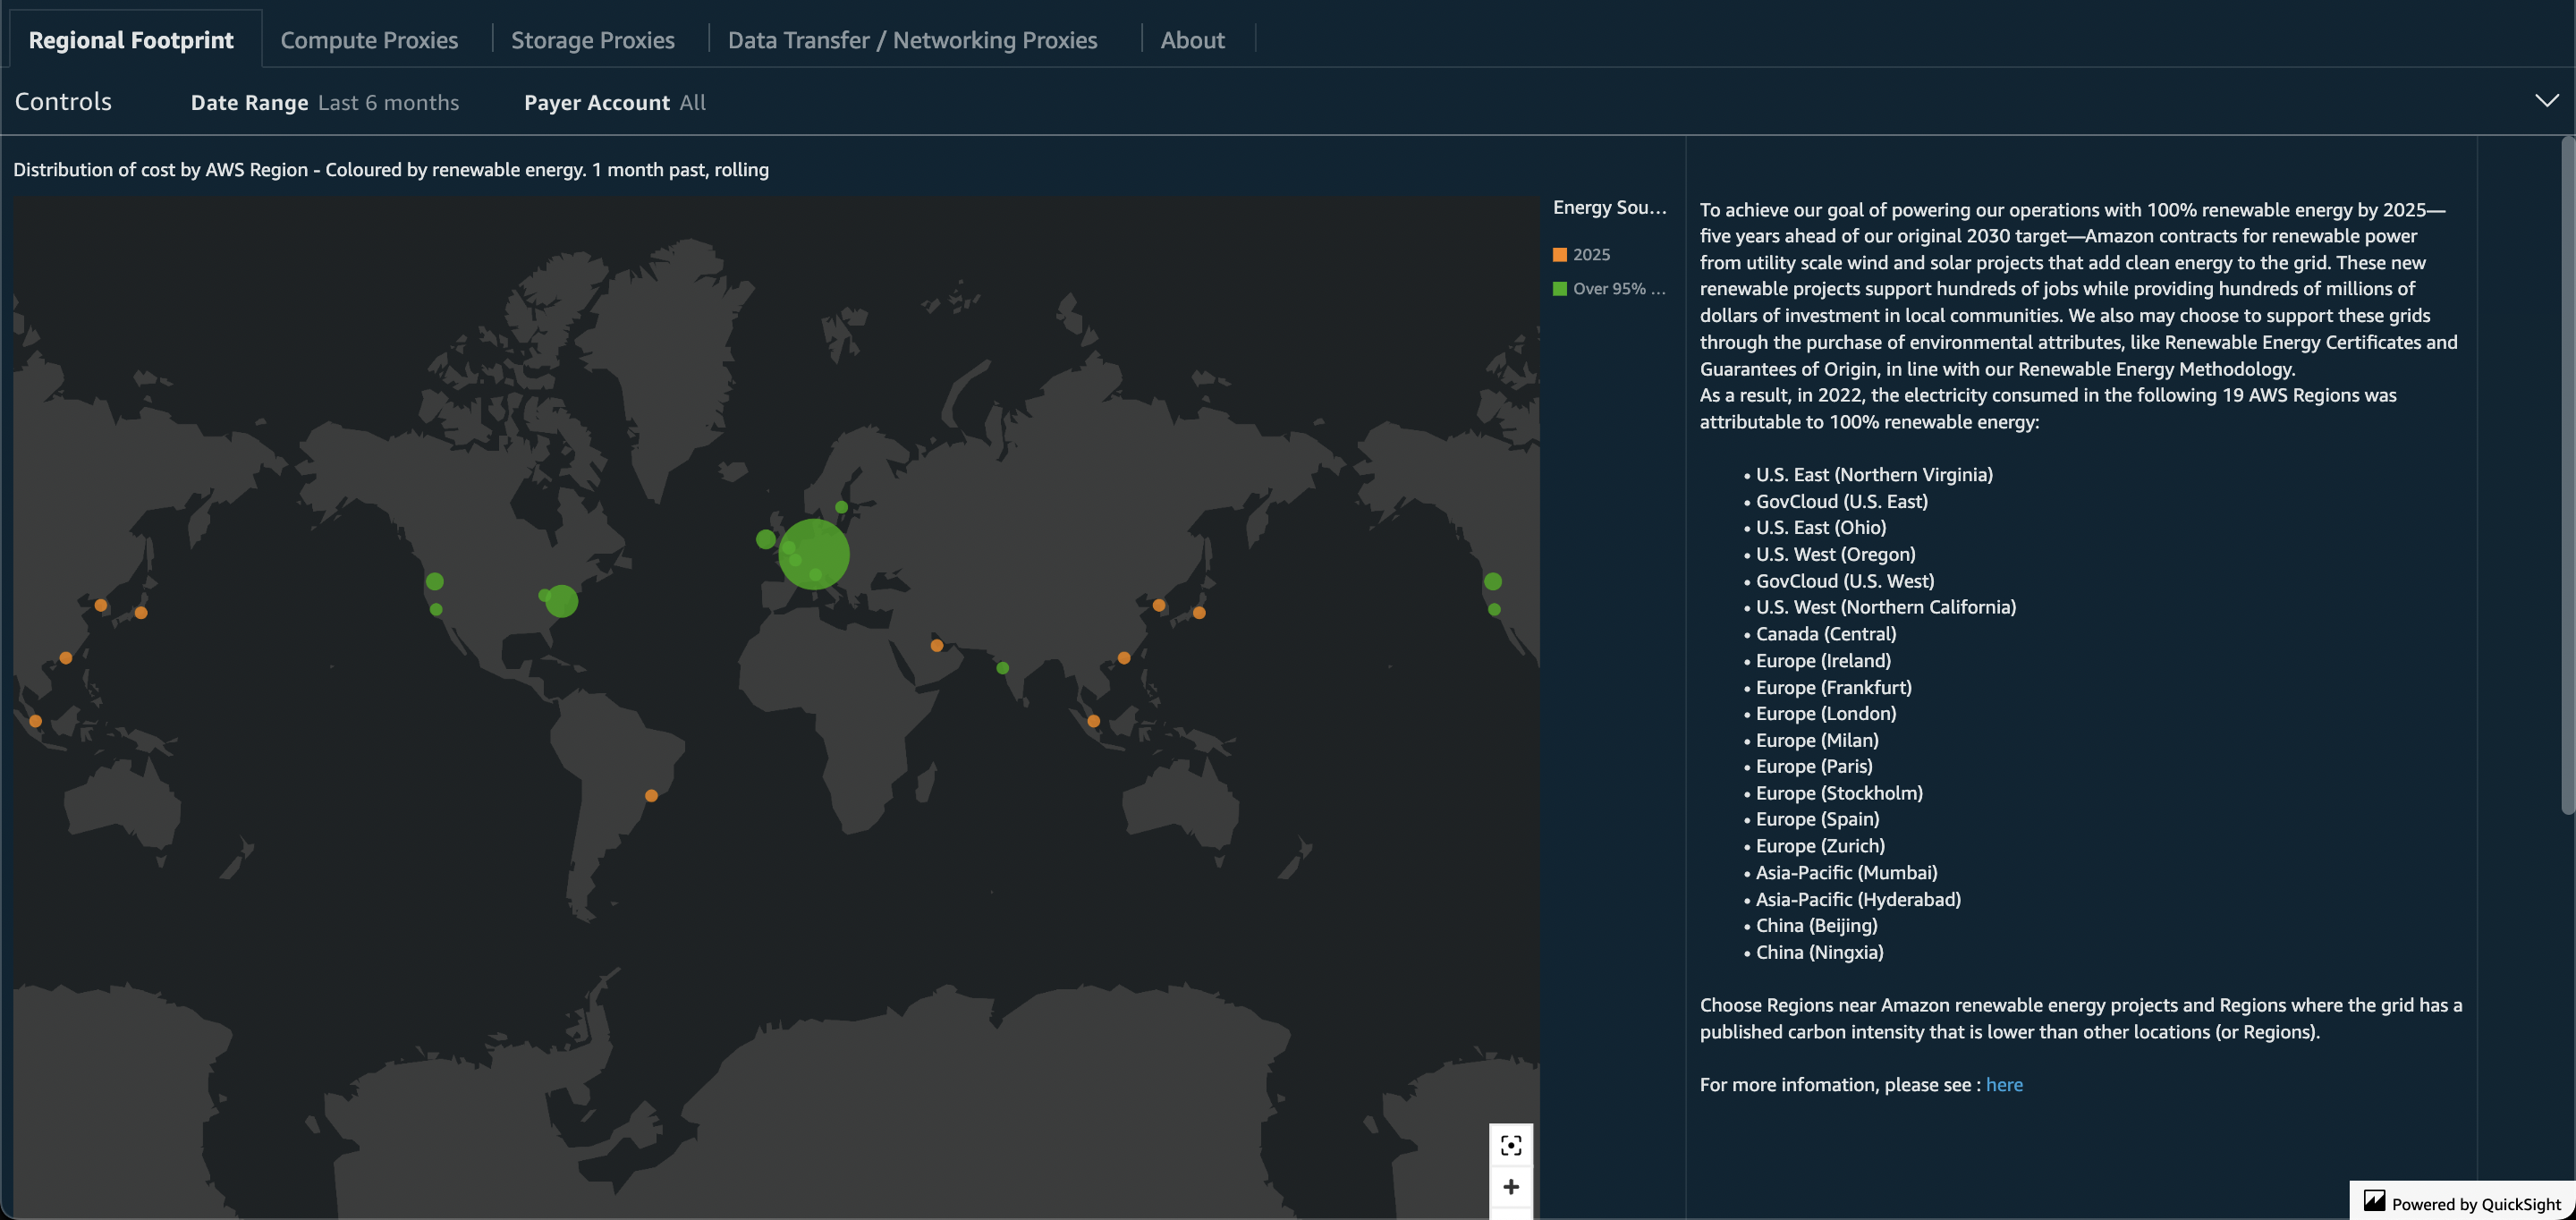 Regional Footprint
Compute Proxies
Storage Proxies
Data Transfer / Networking Proxies
About
Controls
Date Range Last 6 months
Payer Account All
Distribution of cost by AWS Region - Coloured by renewable energy. 1 month past, rolling
Energy Sou...
2025
Over 95% ...
To achieve our goal of powering our operations with 100% renewable energy by 2025—
five years ahead of our original 2030 target—Amazon contracts for renewable power
from utility scale wind and solar projects that add clean energy to the grid. These new
renewable projects support hundreds of jobs while providing hundreds of millions of
dollars of investment in local communities. We also may choose to support these grids
through the purchase of environmental attributes, like Renewable Energy Certificates and
Guarantees of Origin, in line with our Renewable Energy Methodology.
As a result, in 2022, the electricity consumed in the following 19 AWS Regions was
attributable to 100% renewable energy:
• U.S. East (Northern Virginia)
• GovCloud (U.S. East)
• U.S. East (Ohio)
• U.S. West (Oregon)
• GovCloud (U.S. West)
• U.S. West (Northern California)
• Canada (Central)
• Europe (Ireland)
• Europe (Frankfurt)
• Europe (London)
• Europe (Milan)
• Europe (Paris)
• Europe (Stockholm)
• Europe (Spain)
• Europe (Zurich)
• Asia-Pacific (Mumbai)
• Asia-Pacific (Hyderabad)
• China (Beijing)
• China (Ningxia)
Choose Regions near Amazon renewable energy projects and Regions where the grid has a
published carbon intensity that is lower than other locations (or Regions).
For more infomation, please see : here
Powered by QuickSight